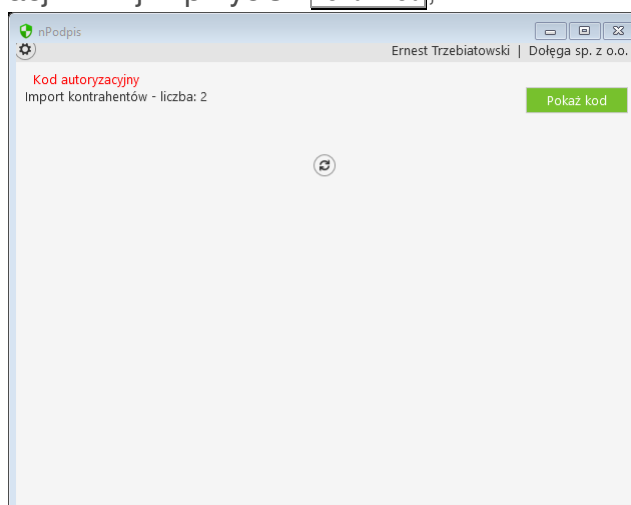 nPodpis
Ernest Trzebiatowski | Dołęga sp. z o.o.
Kod autoryzacyjny
Import kontrahentów - liczba: 2
Pokaż kod